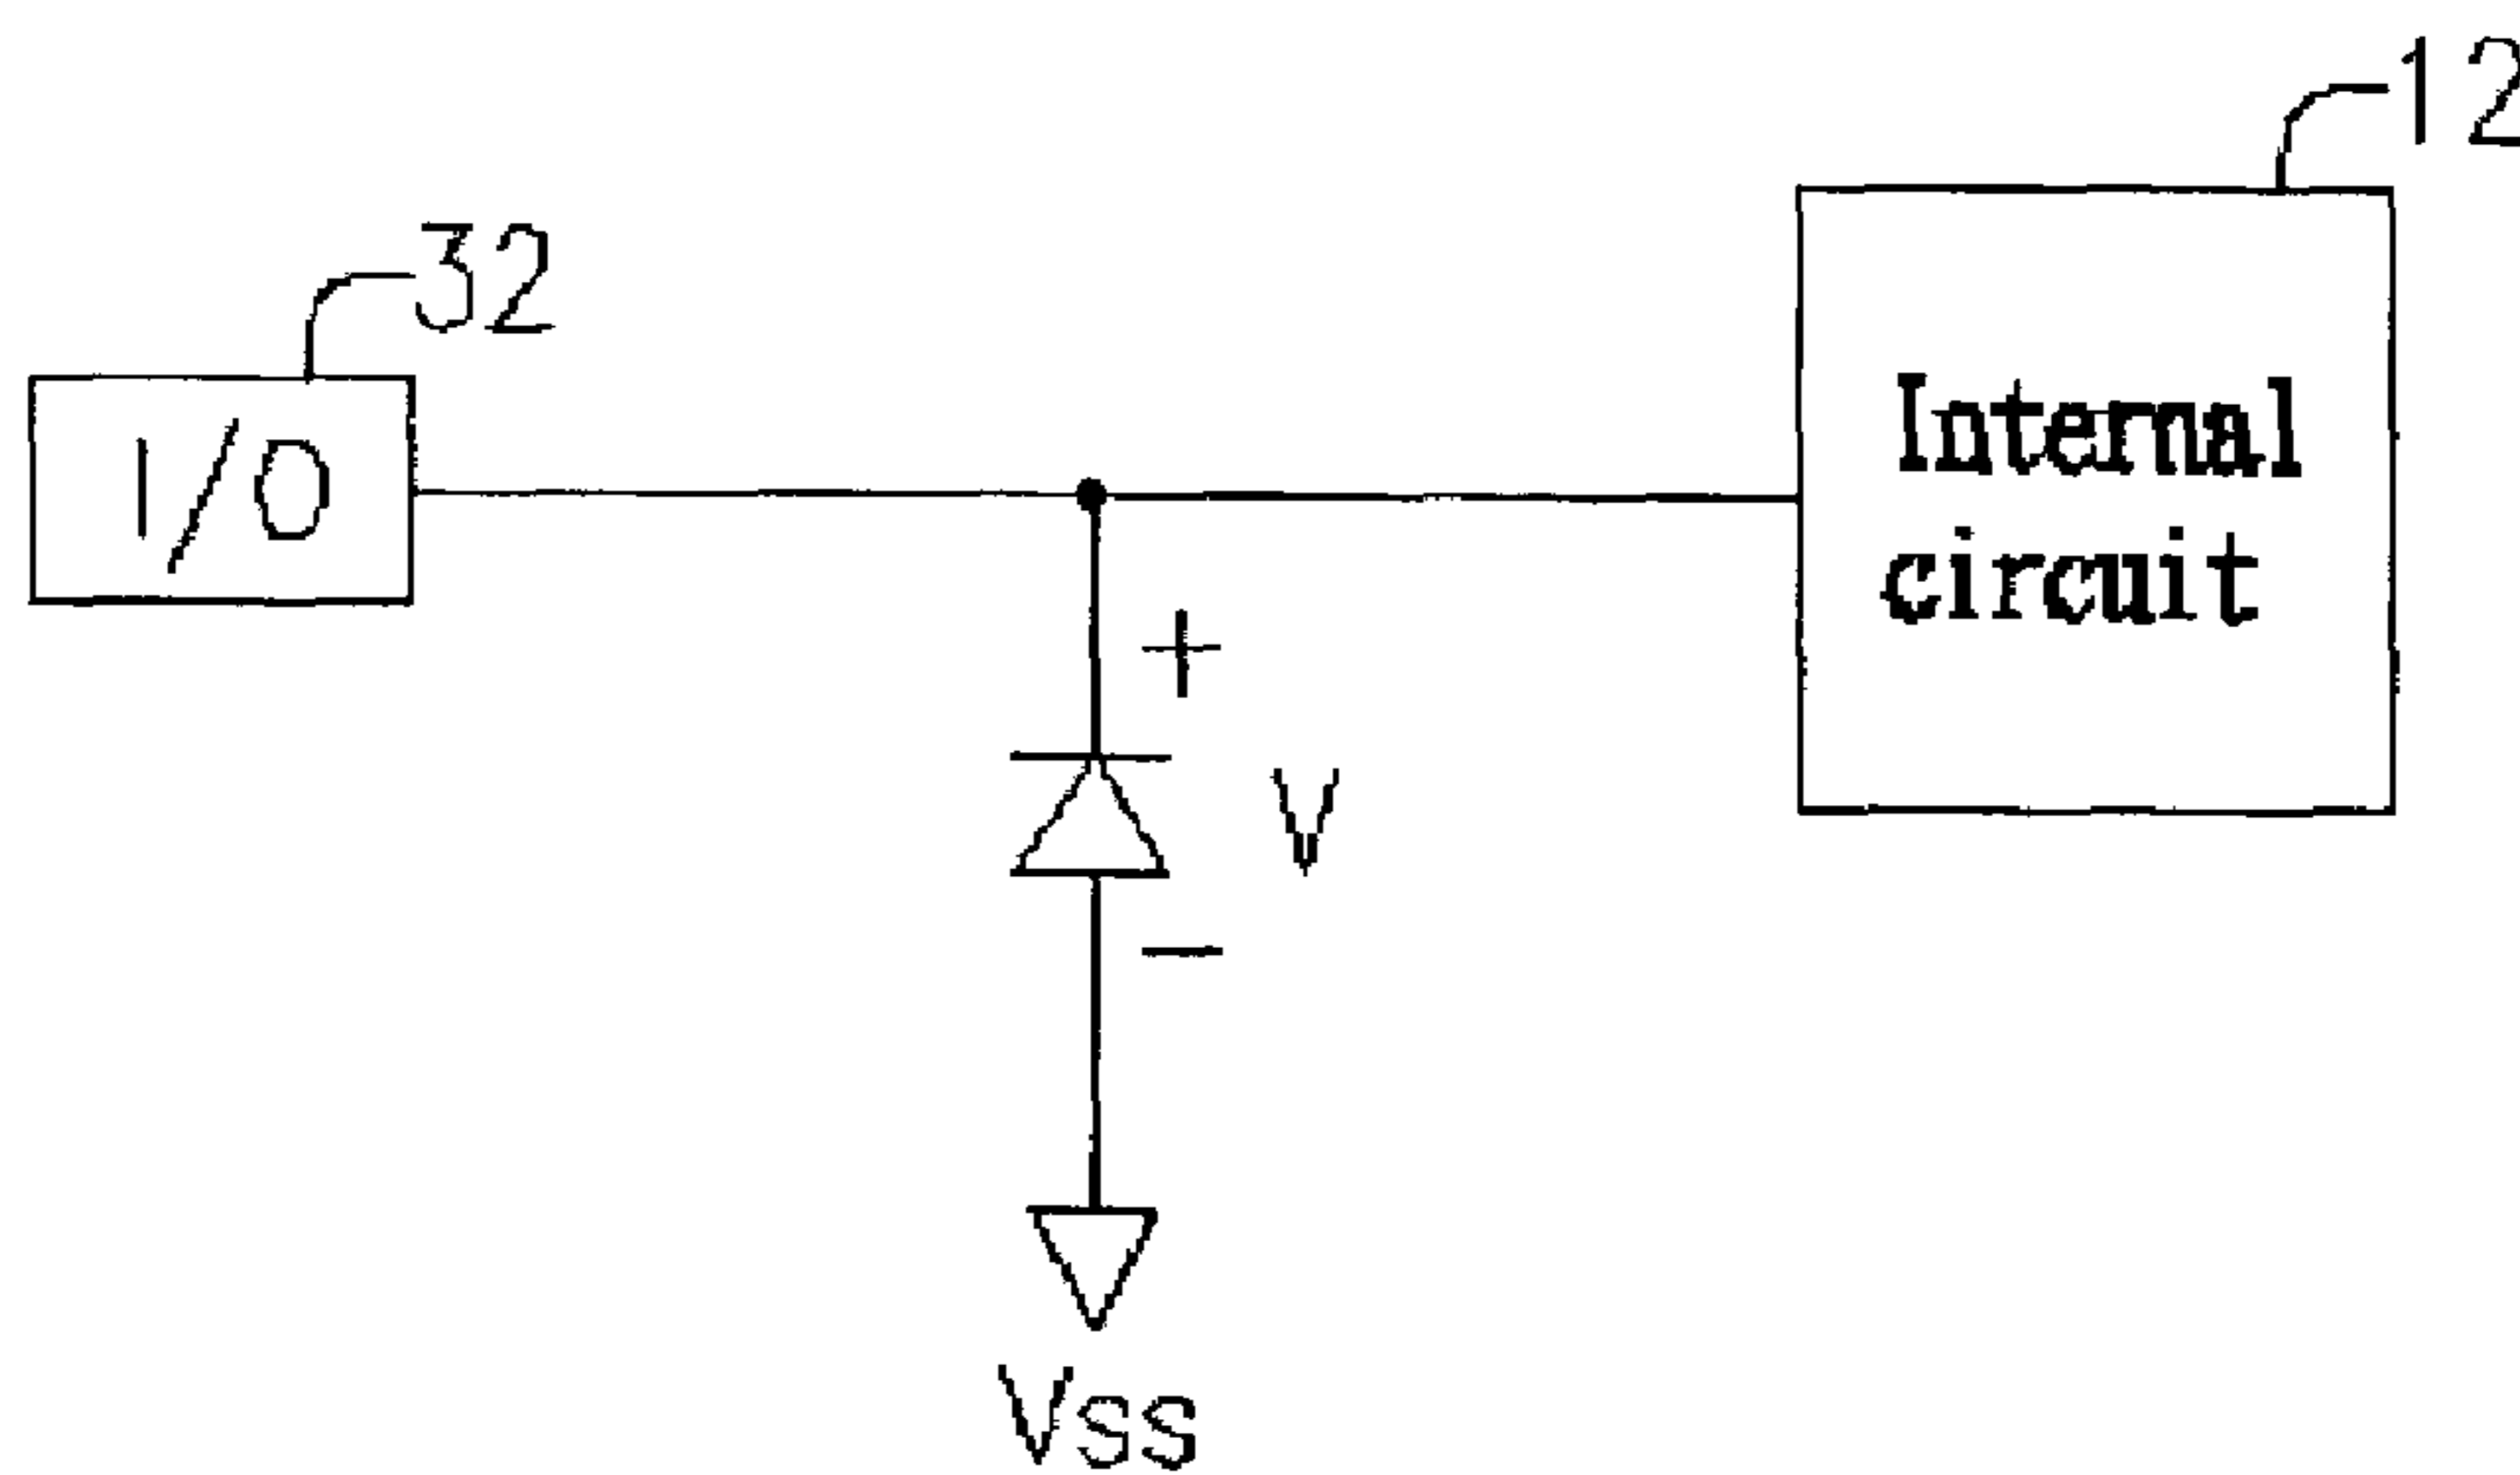 12
32
I/O
Internal
circuit
+
V
−
Vss